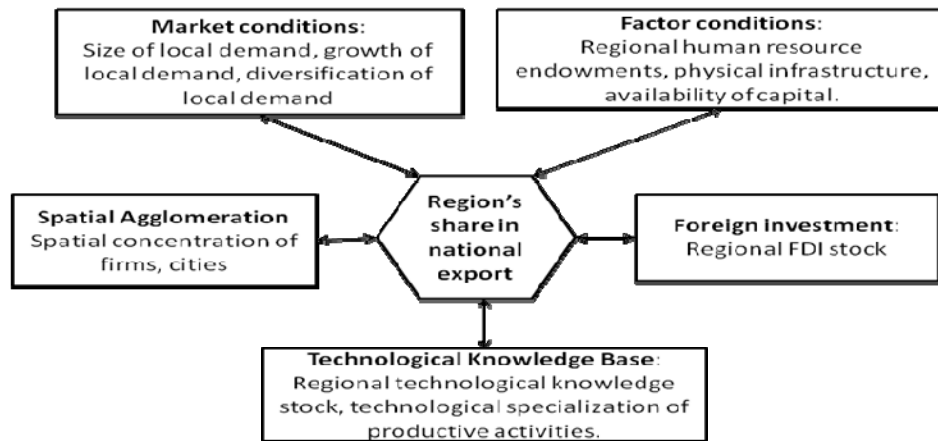 Market conditions:
Size of local demand, growth of
local demand, diversification of
local demand
Factor conditions:
Regional human resource
endowments, physical infrastructure,
availability of capital.
Spatial Agglomeration
Spatial concentration of
firms, cities
Region's
share in
national
export
Foreign investment:
Regional FDI stock
Technological Knowledge Base:
Regional technological knowledge
stock, technological specialization of
productive activities.